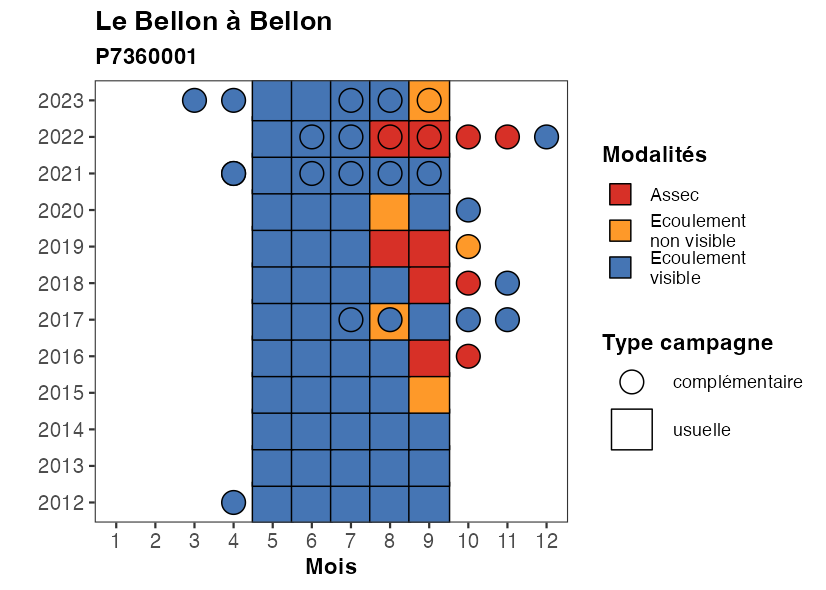 Le Bellon à Bellon
P7360001
2023
2022
2021
2020
2019
2018
2017
2016
2015
2014
2013
2012
1 2 3 4 5 6 7 8 9 10 11 12
Mois
Modalités
Assec
Ecoulement
non visible
Ecoulement
visible
Type campagne
complémentaire
usuelle